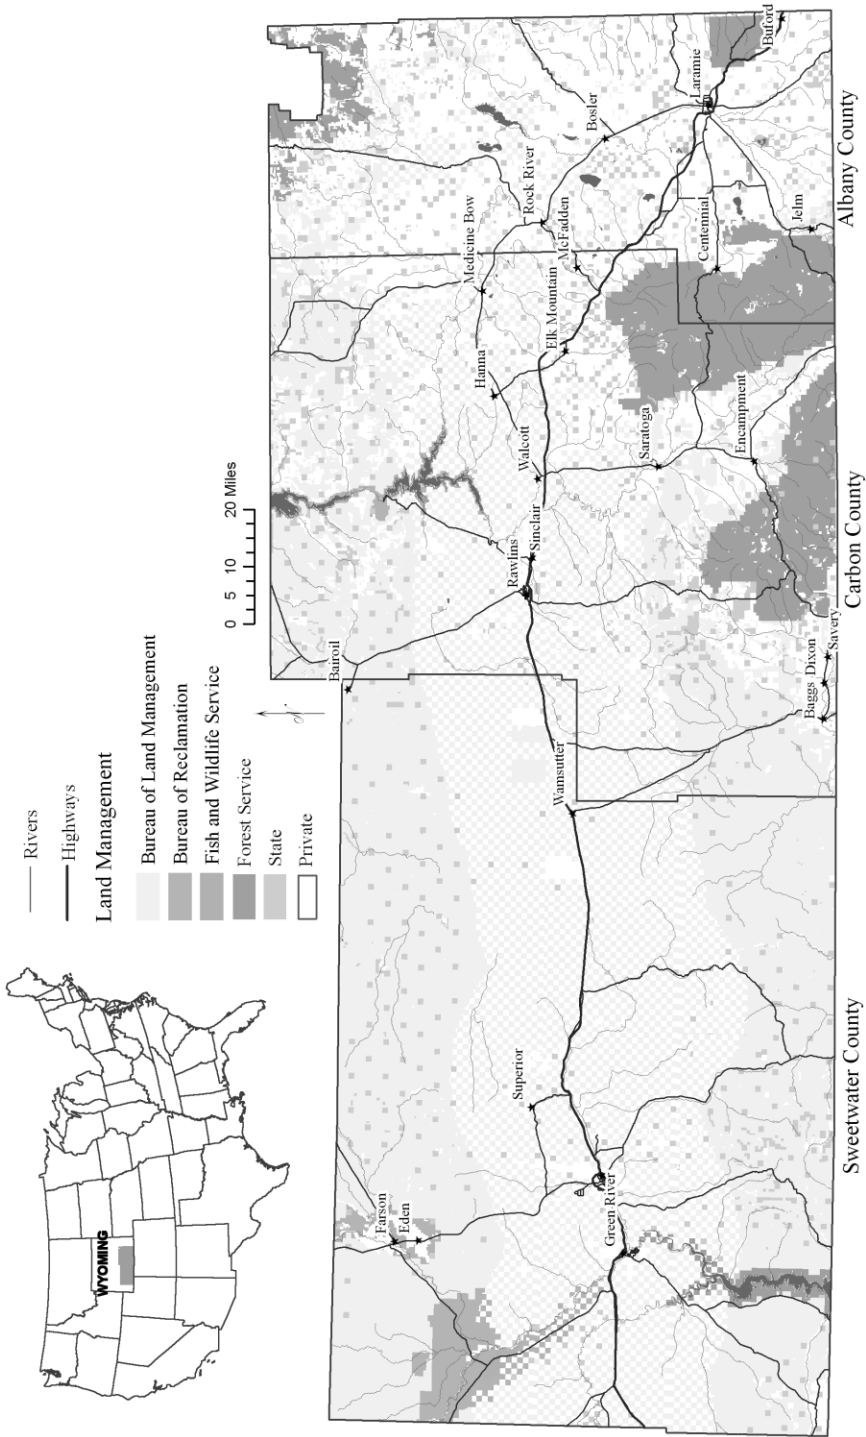 WYOMING
Rivers
Highways
Land Management
Bureau of Land Management
Bureau of Reclamation
Fish and Wildlife Service
Forest Service
State
Private
0 5 10 20 Miles
N
Farson
Eden
Superior
Green River
Wamsutter
Bairoil
Rawlins
Sinclair
Walcott
Hanna
Medicine Bow
Rock River
McFadden
Elk Mountain
Bosler
Laramie
Buford
Centennial
Jelm
Saratoga
Encampment
Baggs
Dixon
Savery
Sweetwater County
Carbon County
Albany County